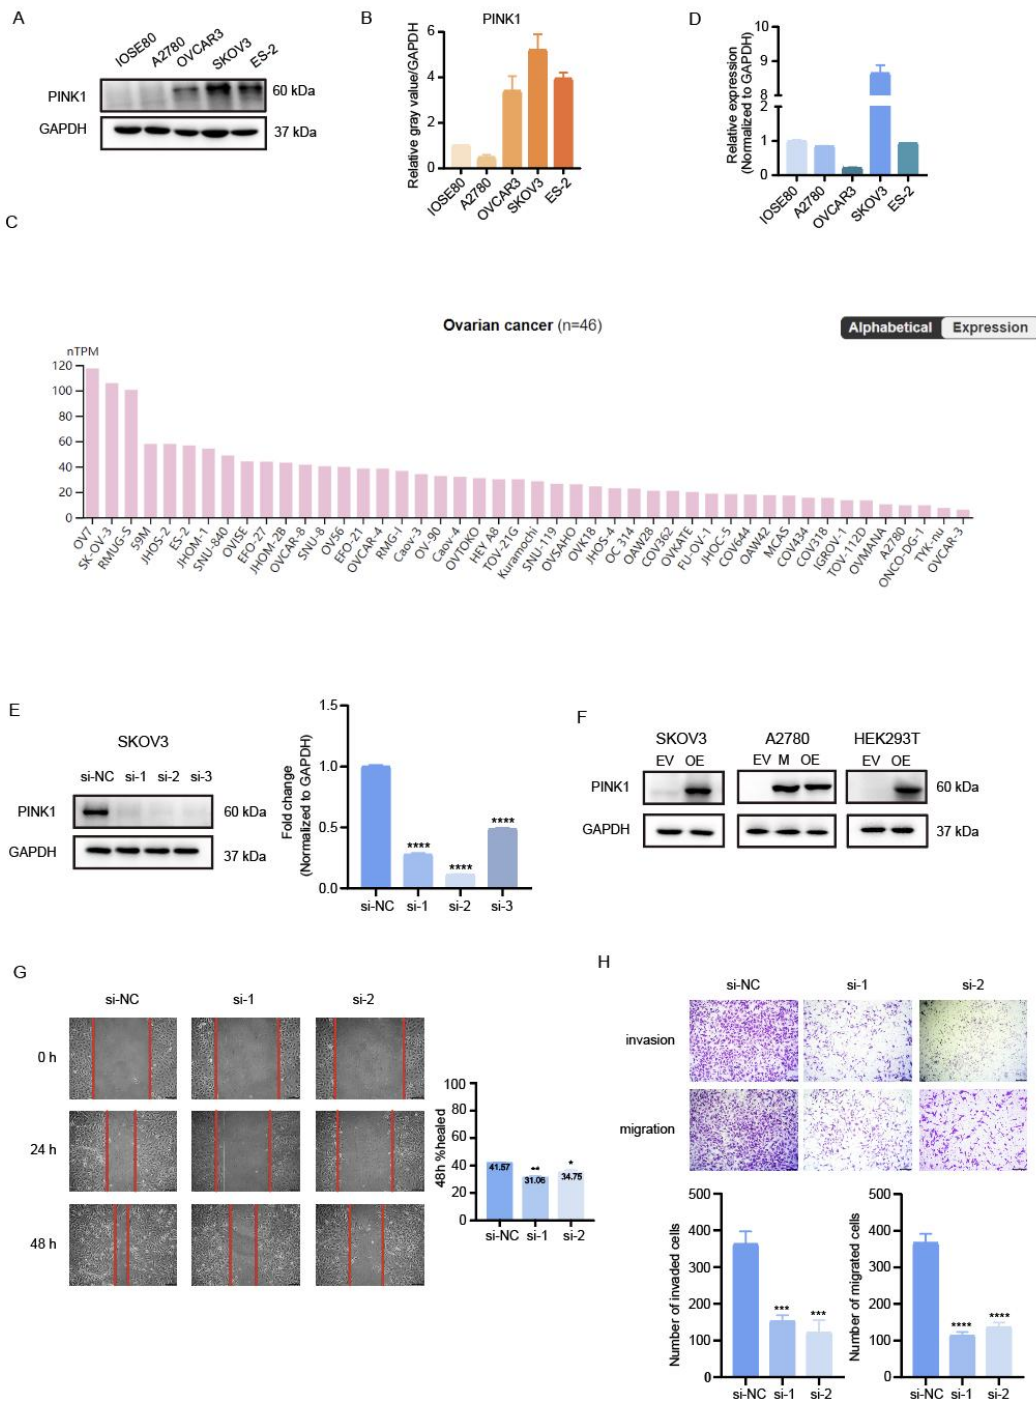 A
IOSE80 A2780 OVCAR3 SKOV3 ES-2
PINK1 60 kDa
GAPDH 37 kDa
B
PINK1
Relative gray value/GAPDH
6
4
2
0
IOSE80 A2780 OVCAR3 SKOV3 ES-2
D
Relative expression
(Normalized to GAPDH)
10
9
8
2
1
0
IOSE80 A2780 OVCAR3 SKOV3 ES-2
C
Ovarian cancer (n=46)
Alphabetical Expression
nTPM
120
100
80
60
40
20
0
OV7 SK-OV-3 RMUG-S 59M JHOS-2 ES-2 JHOM-1 SNU-840 OVISE EFO-27 JHOM-2B OVCAR-8 SNU-8 OV56 EFO-21 OVCAR-4 RMG-I Caov-3 OV-90 Caov-4 OVTOKO HEY A8 TOV-21G Kuramochi SNU-119 OVSAHO OVK18 JHOS-4 OC 314 OAW28 COV362 OVKATE FU-OV-1 JHOC-5 COV644 OAW42 MCAS COV434 COV318 IGROV-1 TOV-112D OVMANA A2780 ONCO-DG-1 TYK-nu OVCAR-3
E
SKOV3
si-NC si-1 si-2 si-3
PINK1 60 kDa
GAPDH 37 kDa
Fold change
(Normalized to GAPDH)
1.5
1.0
0.5
0.0
**** **** ****
si-NC si-1 si-2 si-3
F
SKOV3 A2780 HEK293T
EV OE EV M OE EV OE
PINK1 60 kDa
GAPDH 37 kDa
G
si-NC si-1 si-2
0 h
24 h
48 h
48h %healed
100
80
60
40
20
0
** *
41.57 31.06 34.75
si-NC si-1 si-2
H
si-NC si-1 si-2
invasion
migration
Number of invaded cells
500
400
300
200
100
0
*** ***
si-NC si-1 si-2
Number of migrated cells
500
400
300
200
100
0
**** ****
si-NC si-1 si-2